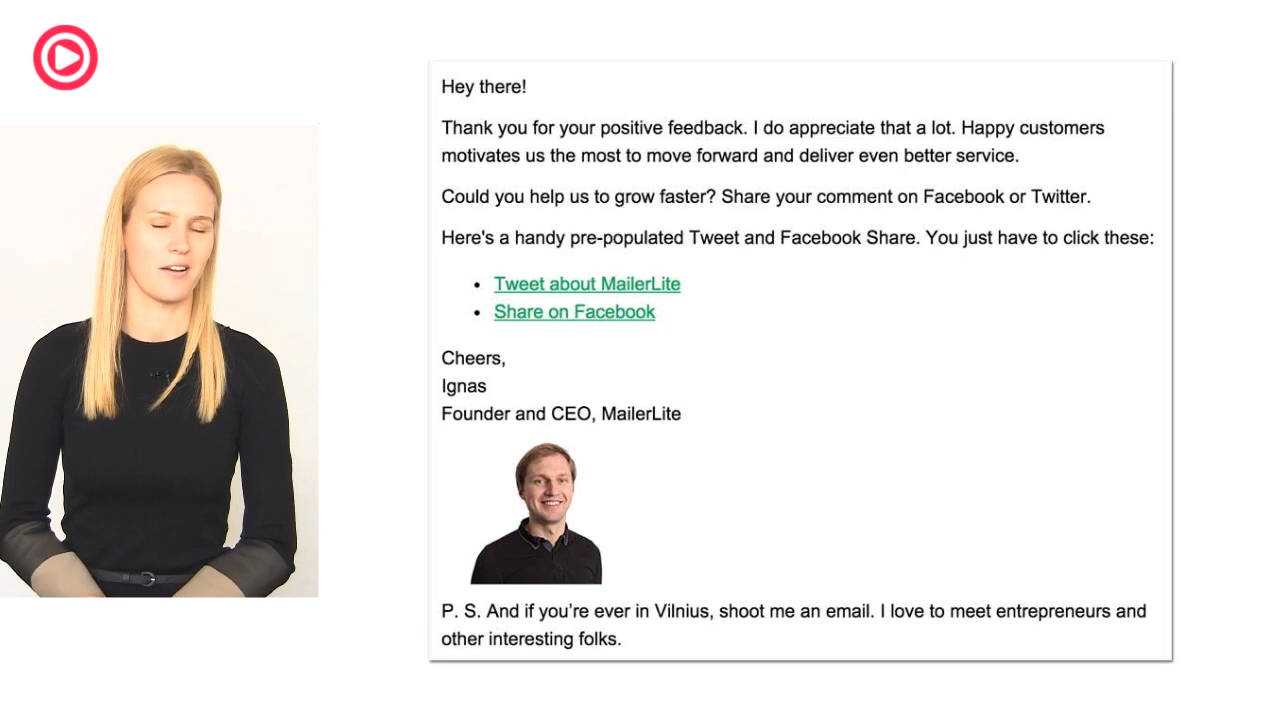 Hey there!
Thank you for your positive feedback. I do appreciate that a lot. Happy customers
motivates us the most to move forward and deliver even better service.
Could you help us to grow faster? Share your comment on Facebook or Twitter.
Here's a handy pre-populated Tweet and Facebook Share. You just have to click these:
• Tweet about MailerLite
• Share on Facebook
Cheers,
Ignas
Founder and CEO, MailerLite
P. S. And if you’re ever in Vilnius, shoot me an email. I love to meet entrepreneurs and
other interesting folks.